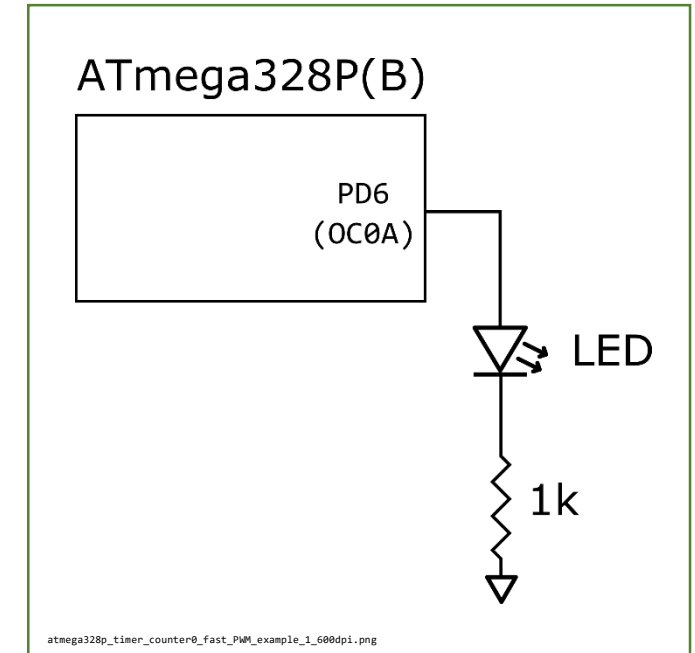 ATmega328P(B)
PD6
(OC0A)
LED
1k
atmega328p_timer_counter0_fast_PWM_example_1_600dpi.png